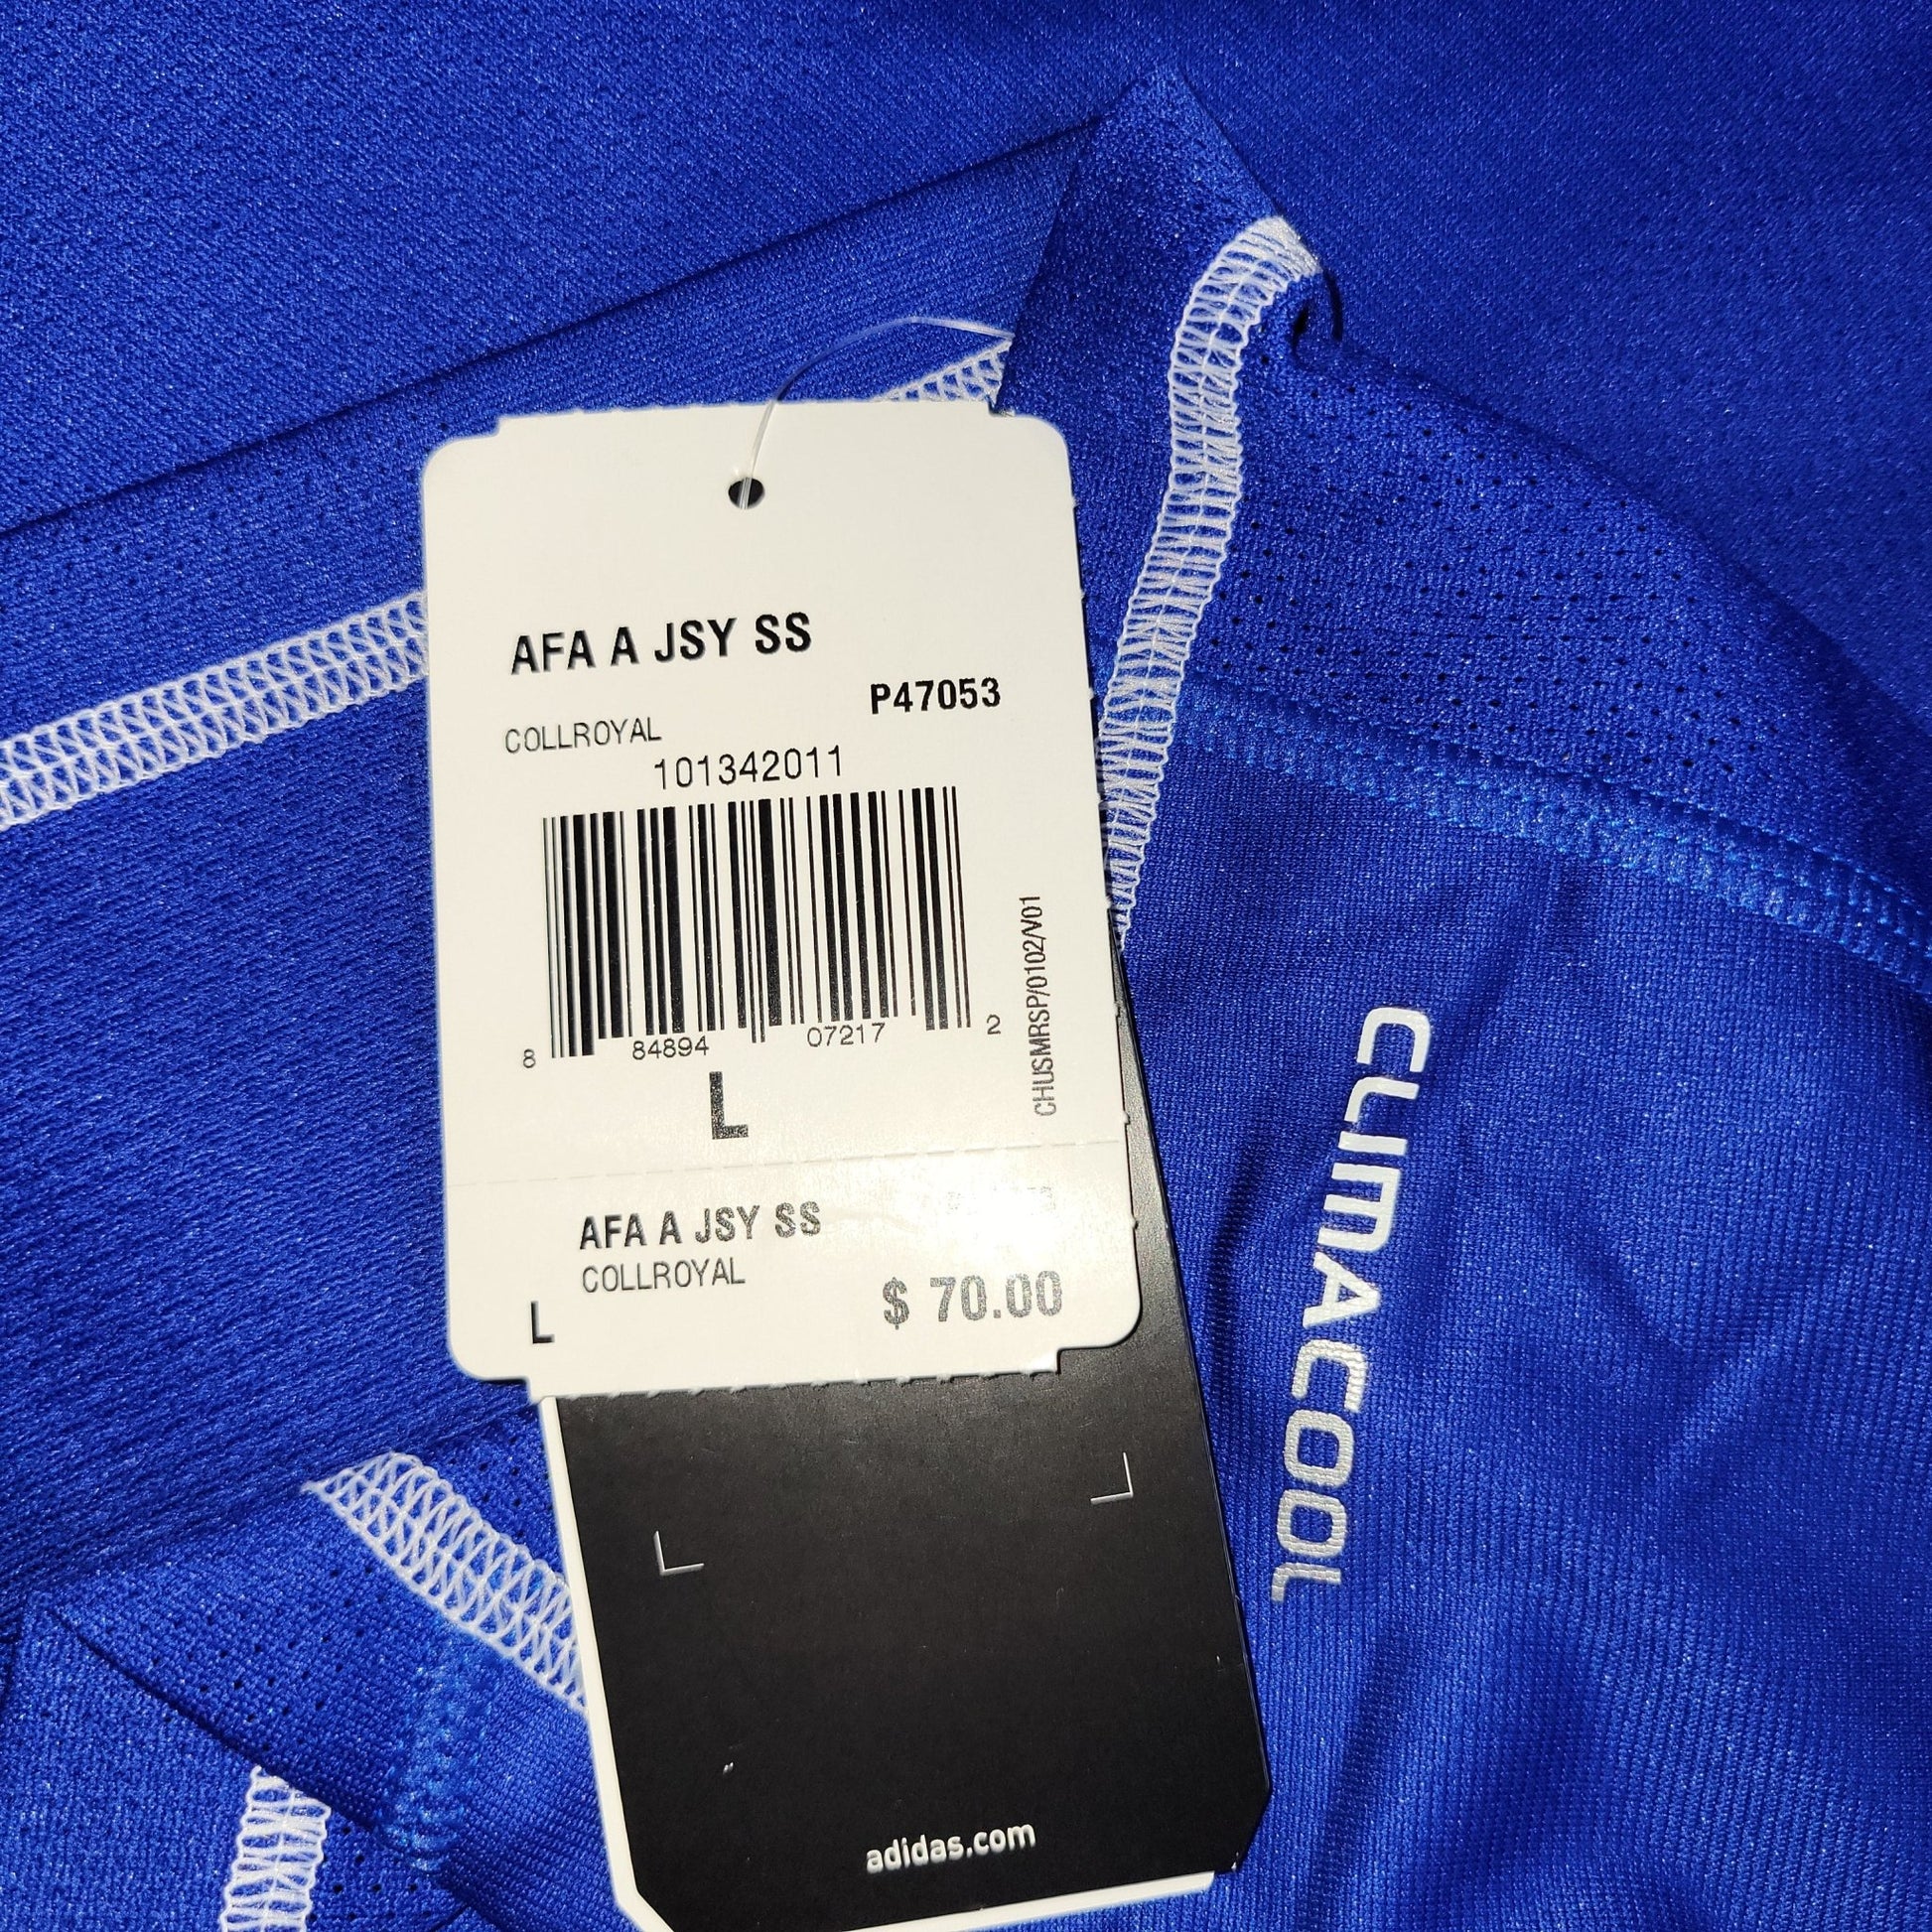 AFA A JSY SS
P47053
COLLROYAL
101342011
8 84894 07217 2
CHUSMRSP/0102/V01
L
AFA A JSY SS
COLLROYAL
L
$ 70.00
CLIMACOOL
adidas.com